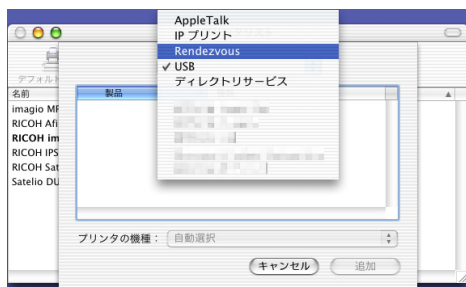 AppleTalk
IP プリント
Rendezvous
✓ USB
ディレクトリサービス
デフォルト
名前
製品
imagio MF
RICOH Afi
RICOH im
RICOH IPS
RICOH Sat
Satelio DU
プリンタの機種：
自動選択
キャンセル
追加